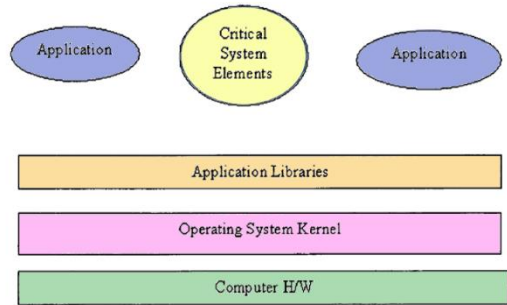 Application
Critical
System
Elements
Application
Application Libraries
Operating System Kernel
Computer H/W